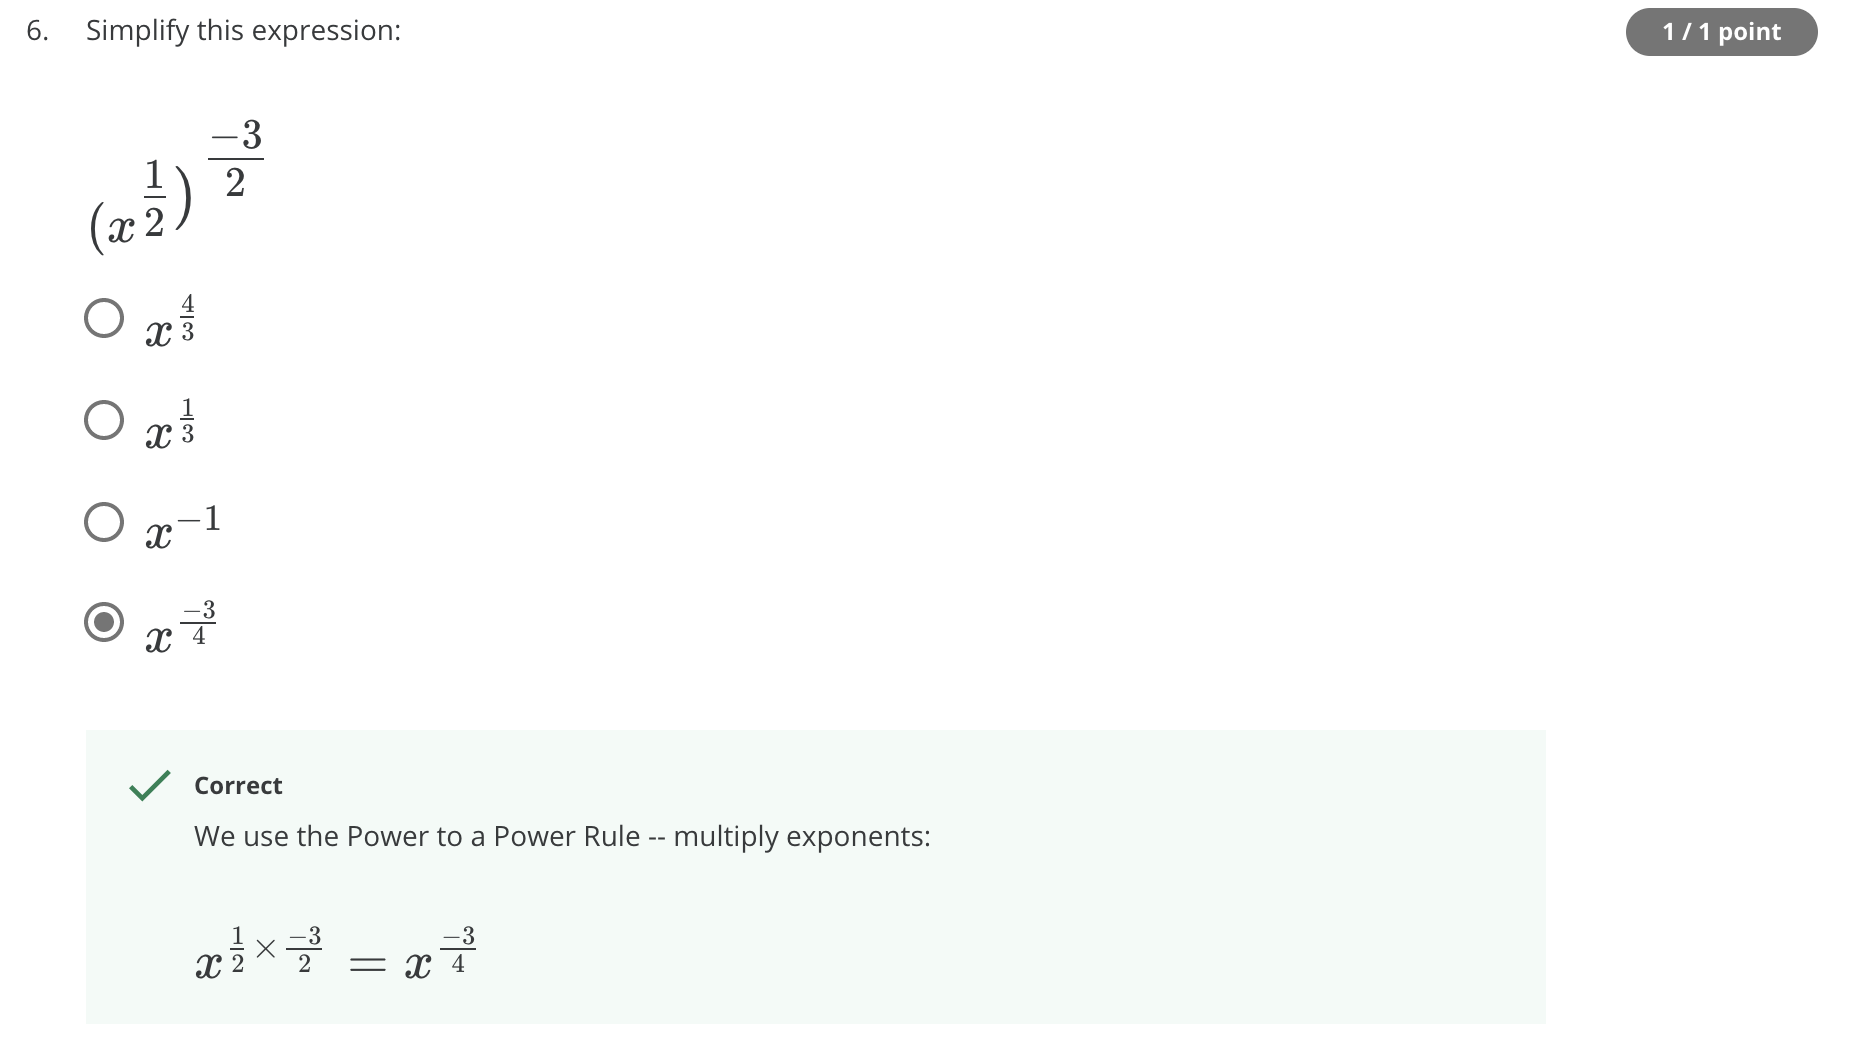 6. Simplify this expression:
1 / 1 point
(x^{\frac{1}{2}})^{\frac{-3}{2}}
x^{\frac{4}{3}}
x^{\frac{1}{3}}
x^{-1}
x^{\frac{-3}{4}}
Correct
We use the Power to a Power Rule -- multiply exponents:
x^{\frac{1}{2} \times \frac{-3}{2}} = x^{\frac{-3}{4}}